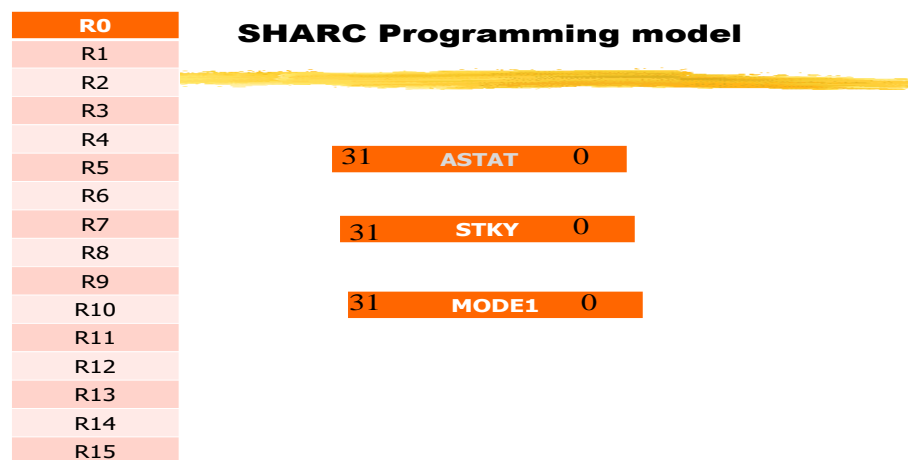 SHARC Programming model
R0
R1
R2
R3
R4
R5
R6
R7
R8
R9
R10
R11
R12
R13
R14
R15
31 ASTAT 0
31 STKY 0
31 MODE1 0